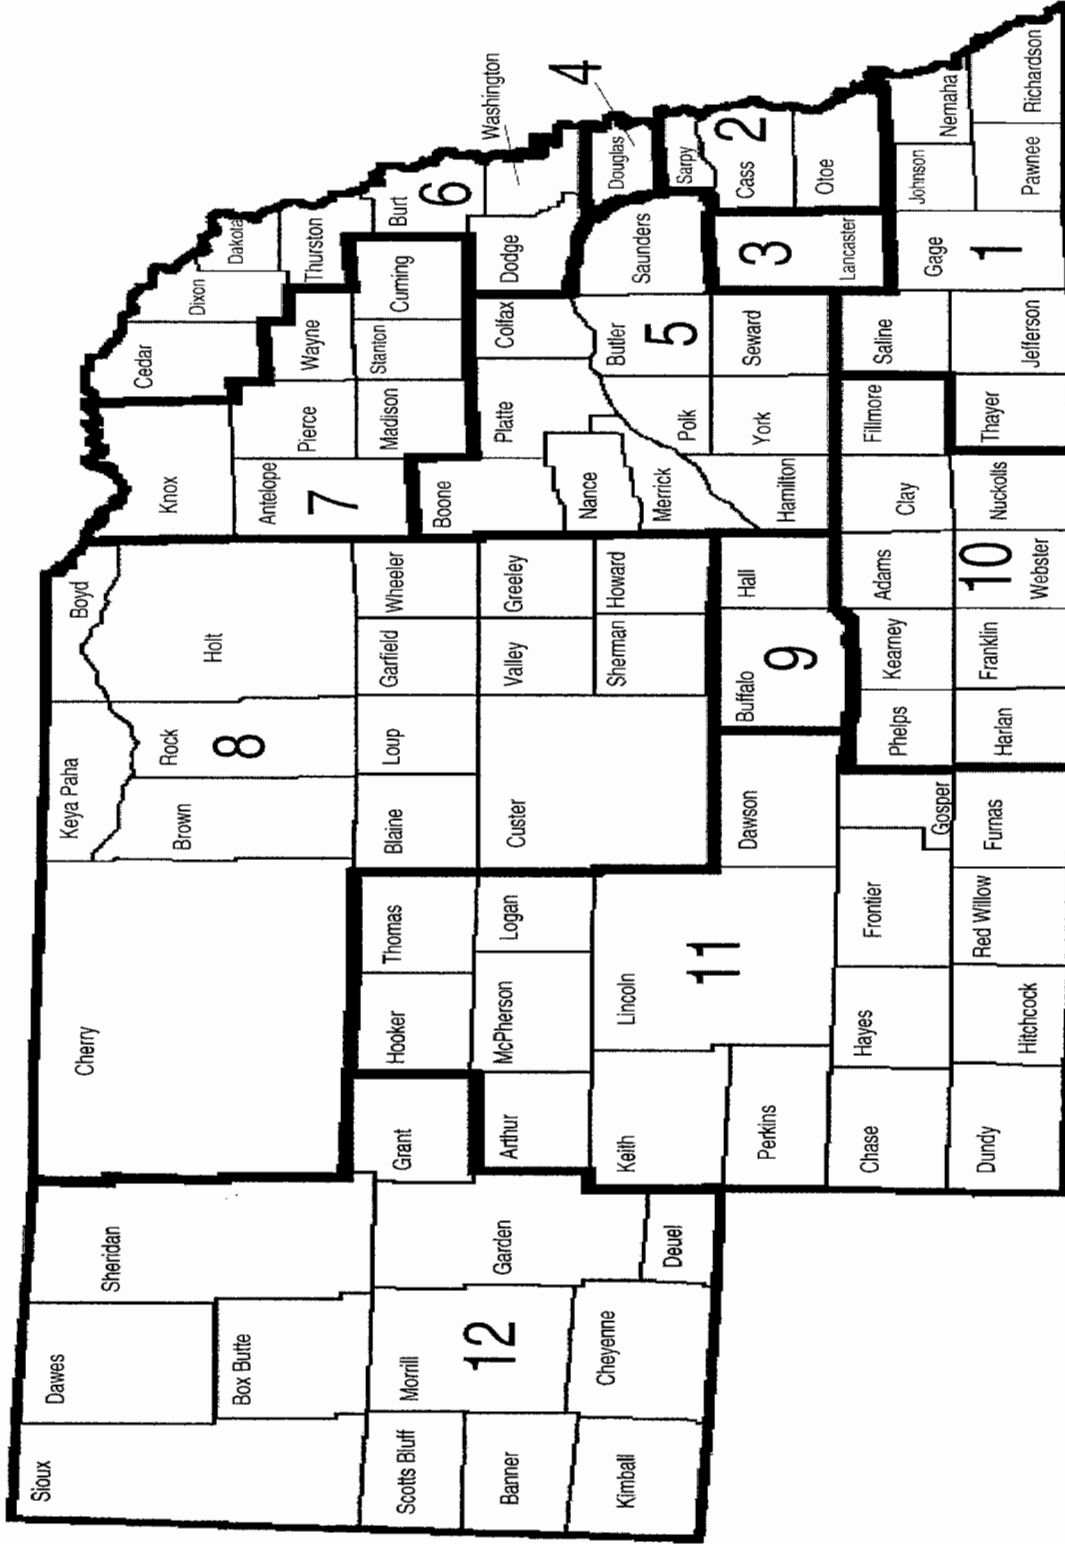 Sioux
Dawes
Sheridan
Cherry
Keya Paha
Boyd
Knox
Cedar
Dixon
Dakota
Box Butte
Brown
Rock
Holt
Antelope
Pierce
Wayne
Thurston
8
7
Scotts Bluff
Morrill
Garden
Grant
Hooker
Thomas
Blaine
Loup
Garfield
Wheeler
Boone
Madison
Stanton
Cuming
Burt
6
Washington
Banner
12
Arthur
McPherson
Logan
Custer
Valley
Greeley
Nance
Platte
Colfax
Dodge
4
Kimball
Cheyenne
Deuel
Keith
Lincoln
Sherman
Howard
Merrick
Polk
Butler
Saunders
Douglas
Sarpy
5
11
Perkins
Dawson
Buffalo
9
Hall
Hamilton
York
Seward
3
Lancaster
Cass
2
Otoe
Chase
Hayes
Frontier
Gosper
Phelps
Kearney
Adams
Clay
Fillmore
Saline
Gage
Johnson
Nemaha
10
1
Dundy
Hitchcock
Red Willow
Furnas
Harlan
Franklin
Webster
Nuckolls
Thayer
Jefferson
Pawnee
Richardson